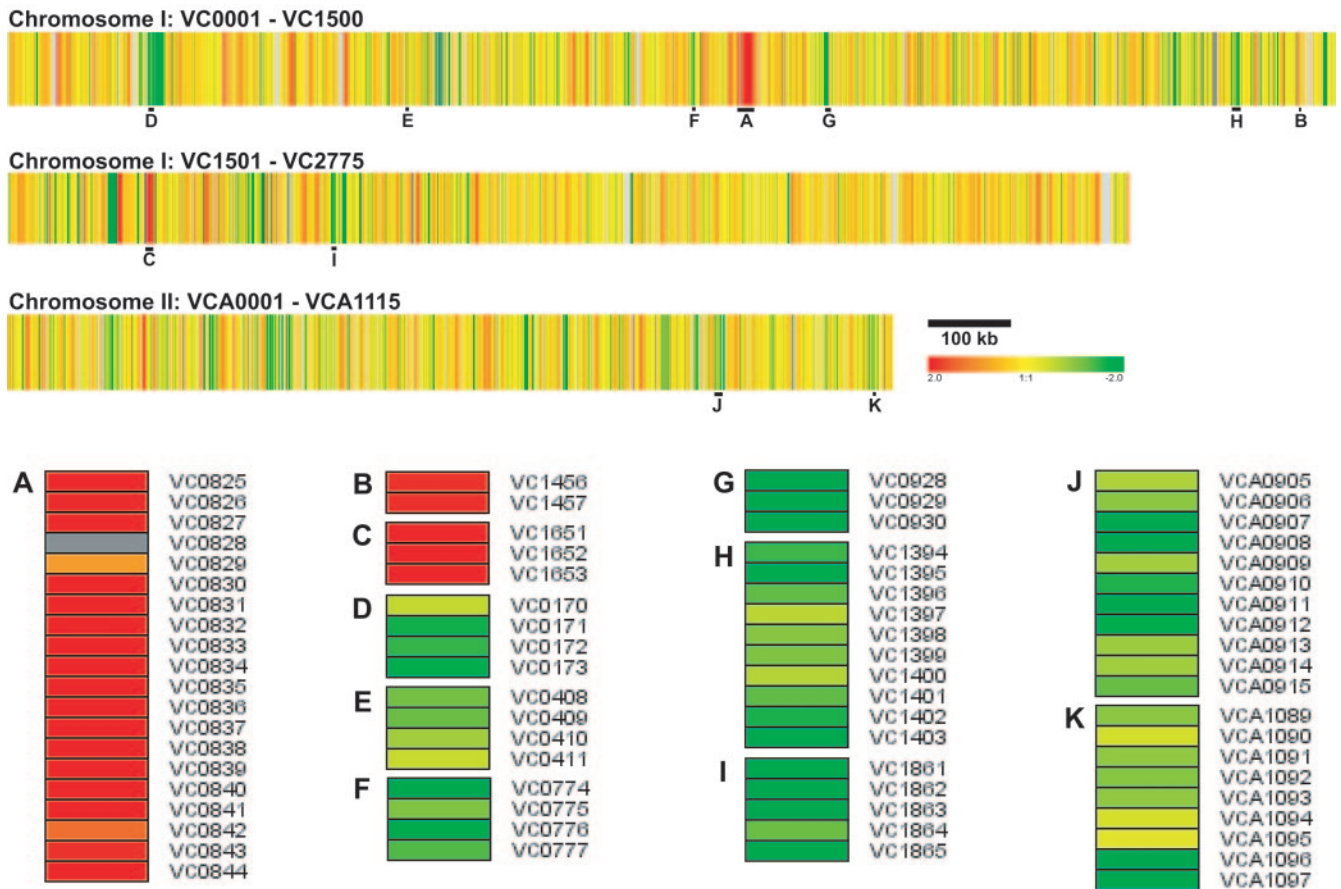 Chromosome I: VC0001 - VC1500
D E F A G H B
Chromosome I: VC1501 - VC2775
C I
Chromosome II: VCA0001 - VCA1115
100 kb
2.0 1:1 -2.0
J K
A
VC0825
VC0826
VC0827
VC0828
VC0829
VC0830
VC0831
VC0832
VC0833
VC0834
VC0835
VC0836
VC0837
VC0838
VC0839
VC0840
VC0841
VC0842
VC0843
VC0844
B
VC1456
VC1457
C
VC1651
VC1652
VC1653
D
VC0170
VC0171
VC0172
VC0173
E
VC0408
VC0409
VC0410
VC0411
F
VC0774
VC0775
VC0776
VC0777
G
VC0928
VC0929
VC0930
H
VC1394
VC1395
VC1396
VC1397
VC1398
VC1399
VC1400
VC1401
VC1402
VC1403
I
VC1861
VC1862
VC1863
VC1864
VC1865
J
VCA0905
VCA0906
VCA0907
VCA0908
VCA0909
VCA0910
VCA0911
VCA0912
VCA0913
VCA0914
VCA0915
K
VCA1089
VCA1090
VCA1091
VCA1092
VCA1093
VCA1094
VCA1095
VCA1096
VCA1097